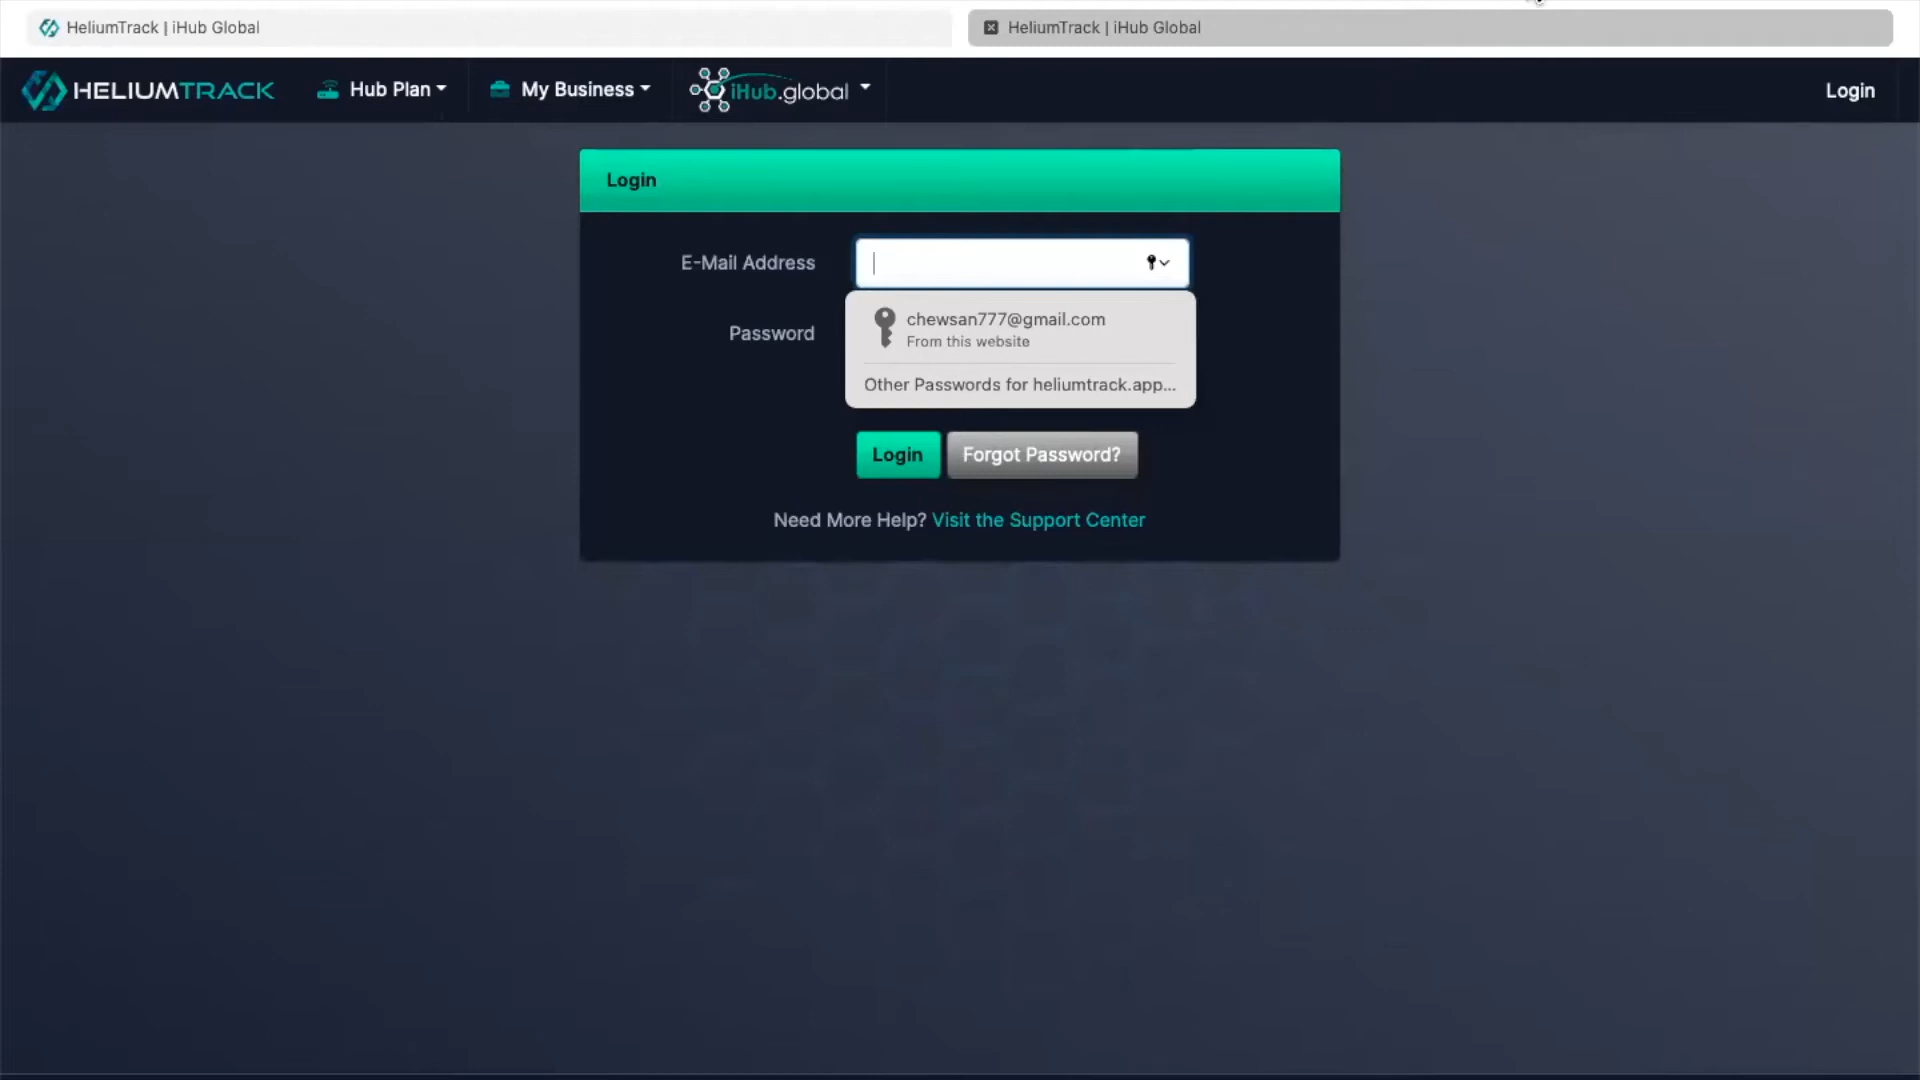 HeliumTrack | iHub Global
HeliumTrack | iHub Global
HELIUMTRACK
Hub Plan
My Business
iHub.global
Login
Login
E-Mail Address
chewsan777@gmail.com
From this website
Password
Other Passwords for heliumtrack.app...
Login
Forgot Password?
Need More Help? Visit the Support Center